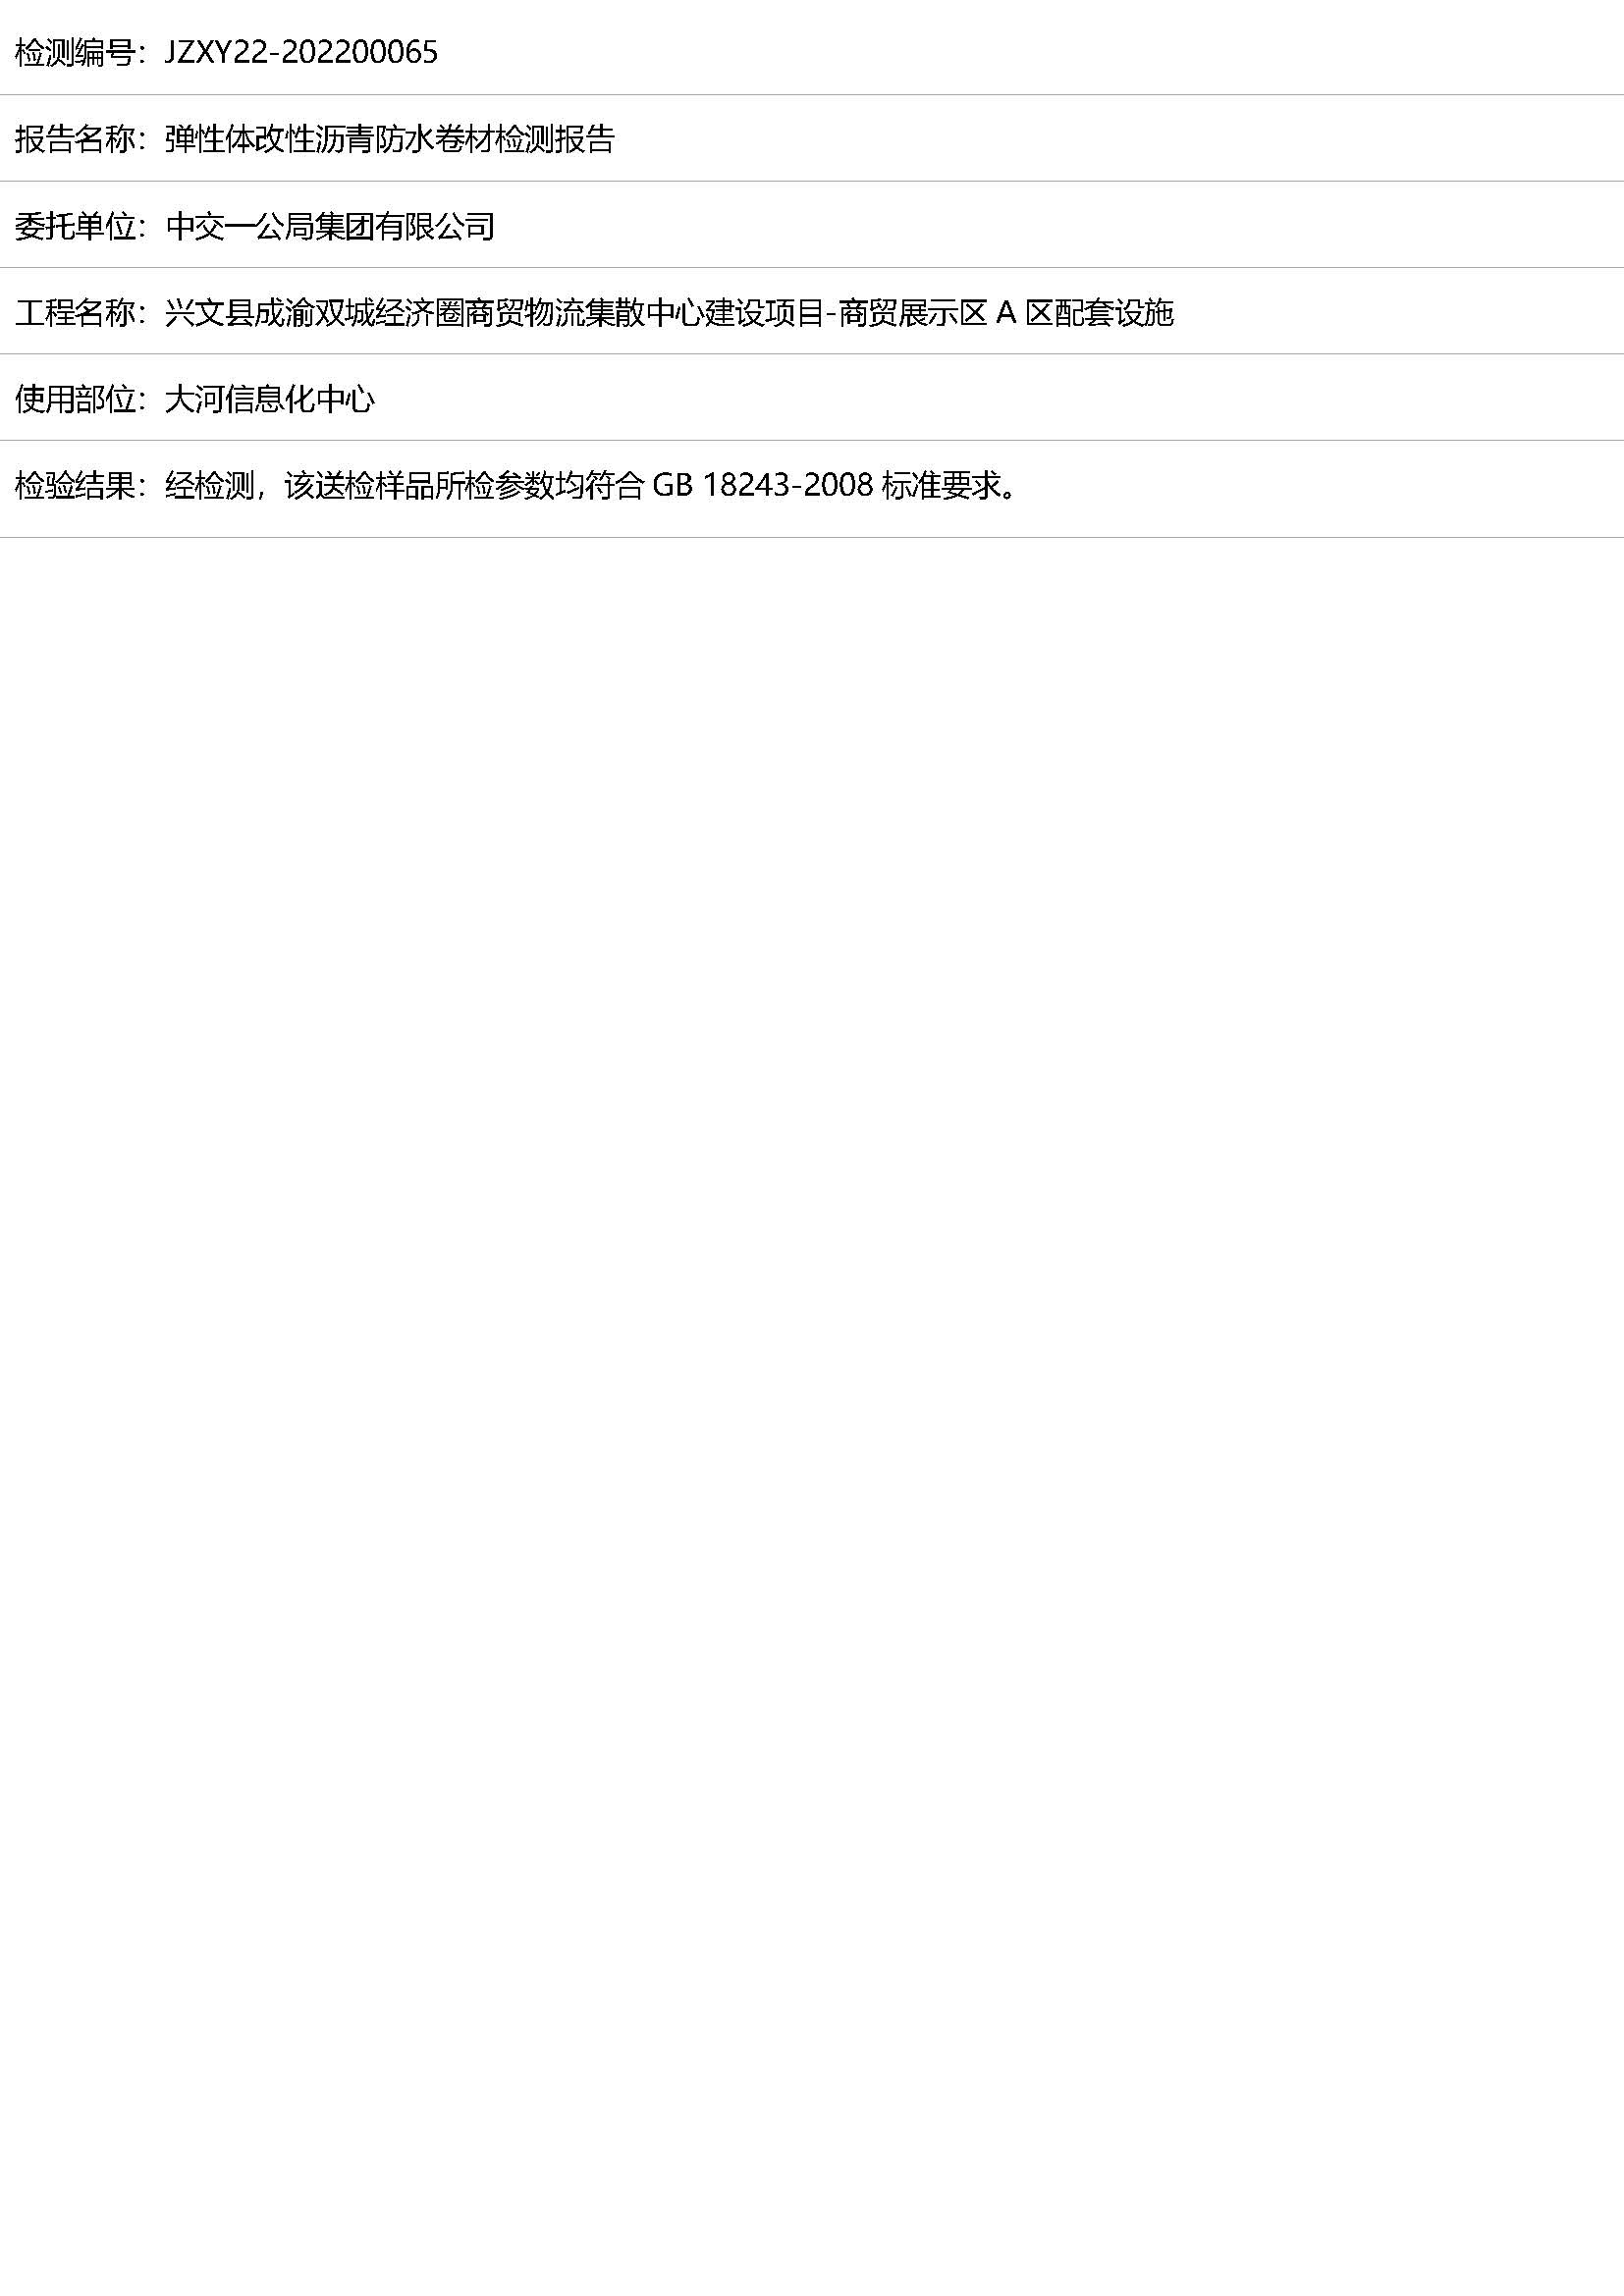 检测编号：JZXY22-202200065
报告名称：弹性体改性沥青防水卷材检测报告
委托单位：中交一公局集团有限公司
工程名称：兴文县成渝双城经济圈商贸物流集散中心建设项目-商贸展示区 A 区配套设施
使用部位：大河信息化中心
检验结果：经检测，该送检样品所检参数均符合 GB 18243-2008 标准要求。